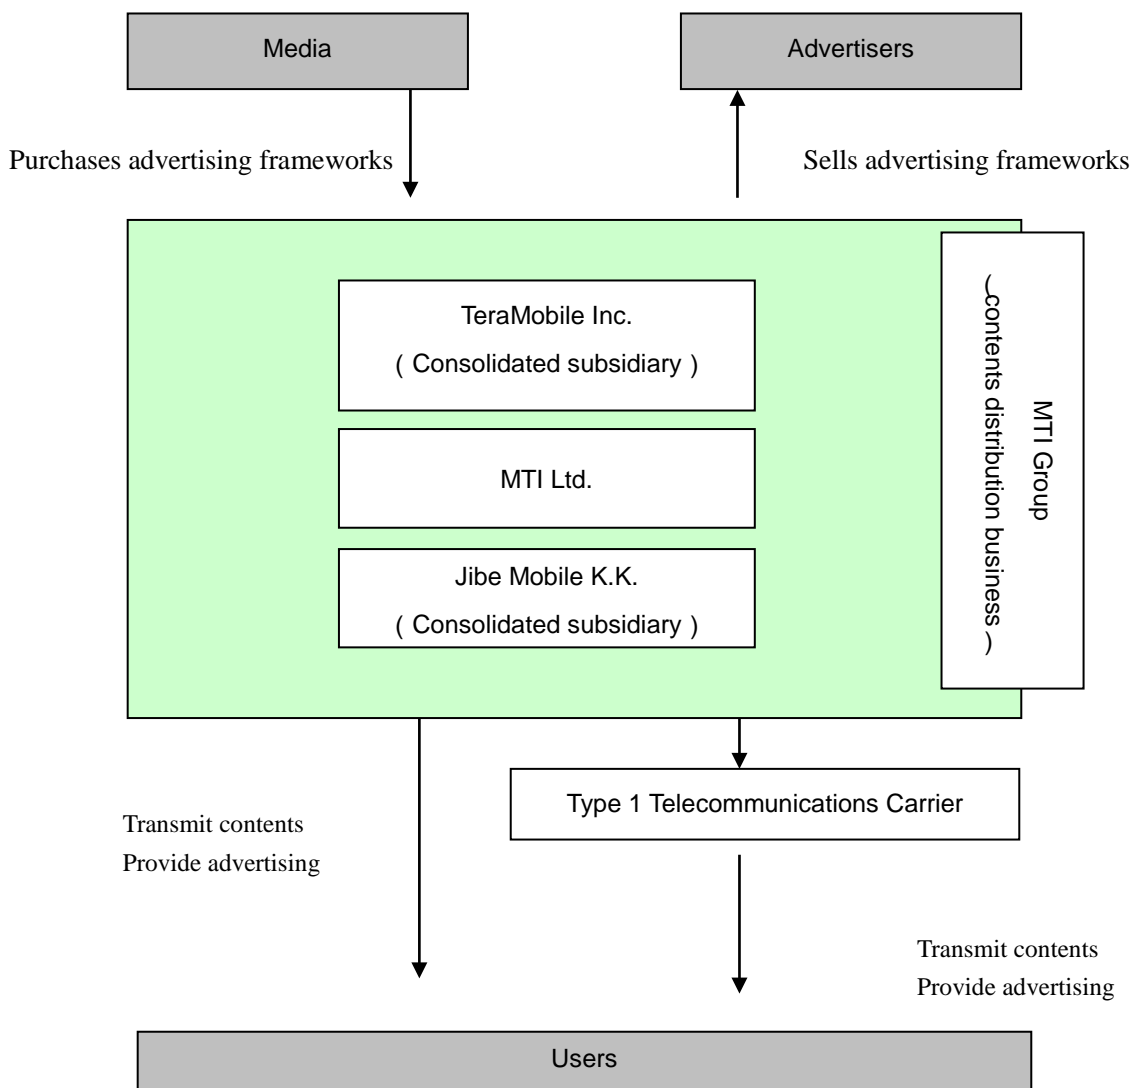 Media
Advertisers
Purchases advertising frameworks
Sells advertising frameworks
TeraMobile Inc.
( Consolidated subsidiary )
MTI Ltd.
Jibe Mobile K.K.
( Consolidated subsidiary )
MTI Group
(contents distribution business)
Type 1 Telecommunications Carrier
Transmit contents
Provide advertising
Transmit contents
Provide advertising
Users